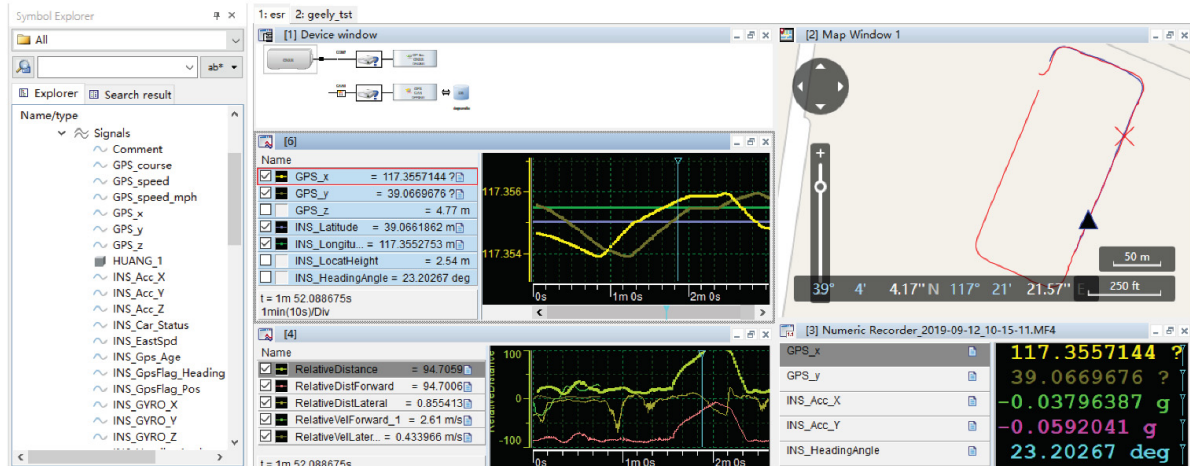 Symbol Explorer
All
ab*
Explorer
Search result
Name/type
Signals
Comment
GPS_course
GPS_speed
GPS_speed_mph
GPS_x
GPS_y
GPS_z
HUANG_1
INS_Acc_X
INS_Acc_Y
INS_Acc_Z
INS_Car_Status
INS_EastSpd
INS_Gps_Age
INS_GpsFlag_Heading
INS_GpsFlag_Pos
INS_GYRO_X
INS_GYRO_Y
INS_GYRO_Z
1: esr 2: geely_tst
[1] Device window
[6]
Name
GPS_x = 117.3557144 ?
GPS_y = 39.0669676 ?
GPS_z = 4.77 m
INS_Latitude = 39.0661862 m
INS_Longitu... = 117.3552753 m
INS_LocatHeight = 2.54 m
INS_HeadingAngle = 23.20267 deg
t = 1m 52.088675s
1min(10s)/Div
117.356
117.354
0s 1m 0s 2m 0s
[4]
Name
RelativeDistance = 94.7059
RelativeDistForward = 94.7006
RelativeDistLateral = 0.855413
RelativeVelForward_1 = 2.61 m/s
RelativeVelLater... = 0.433966 m/s
t = 1m 52.088675s
RelativeDistance
100
0
-100
0s 1m 0s 2m 0s
[2] Map Window 1
50 m
250 ft
39° 4' 4.17" N 117° 21' 21.57" E
[3] Numeric Recorder_2019-09-12_10-15-11.MF4
GPS_x 117.3557144 ?
GPS_y 39.0669676 ?
INS_Acc_X -0.03796387 g
INS_Acc_Y -0.0592041 g
INS_HeadingAngle 23.20267 deg